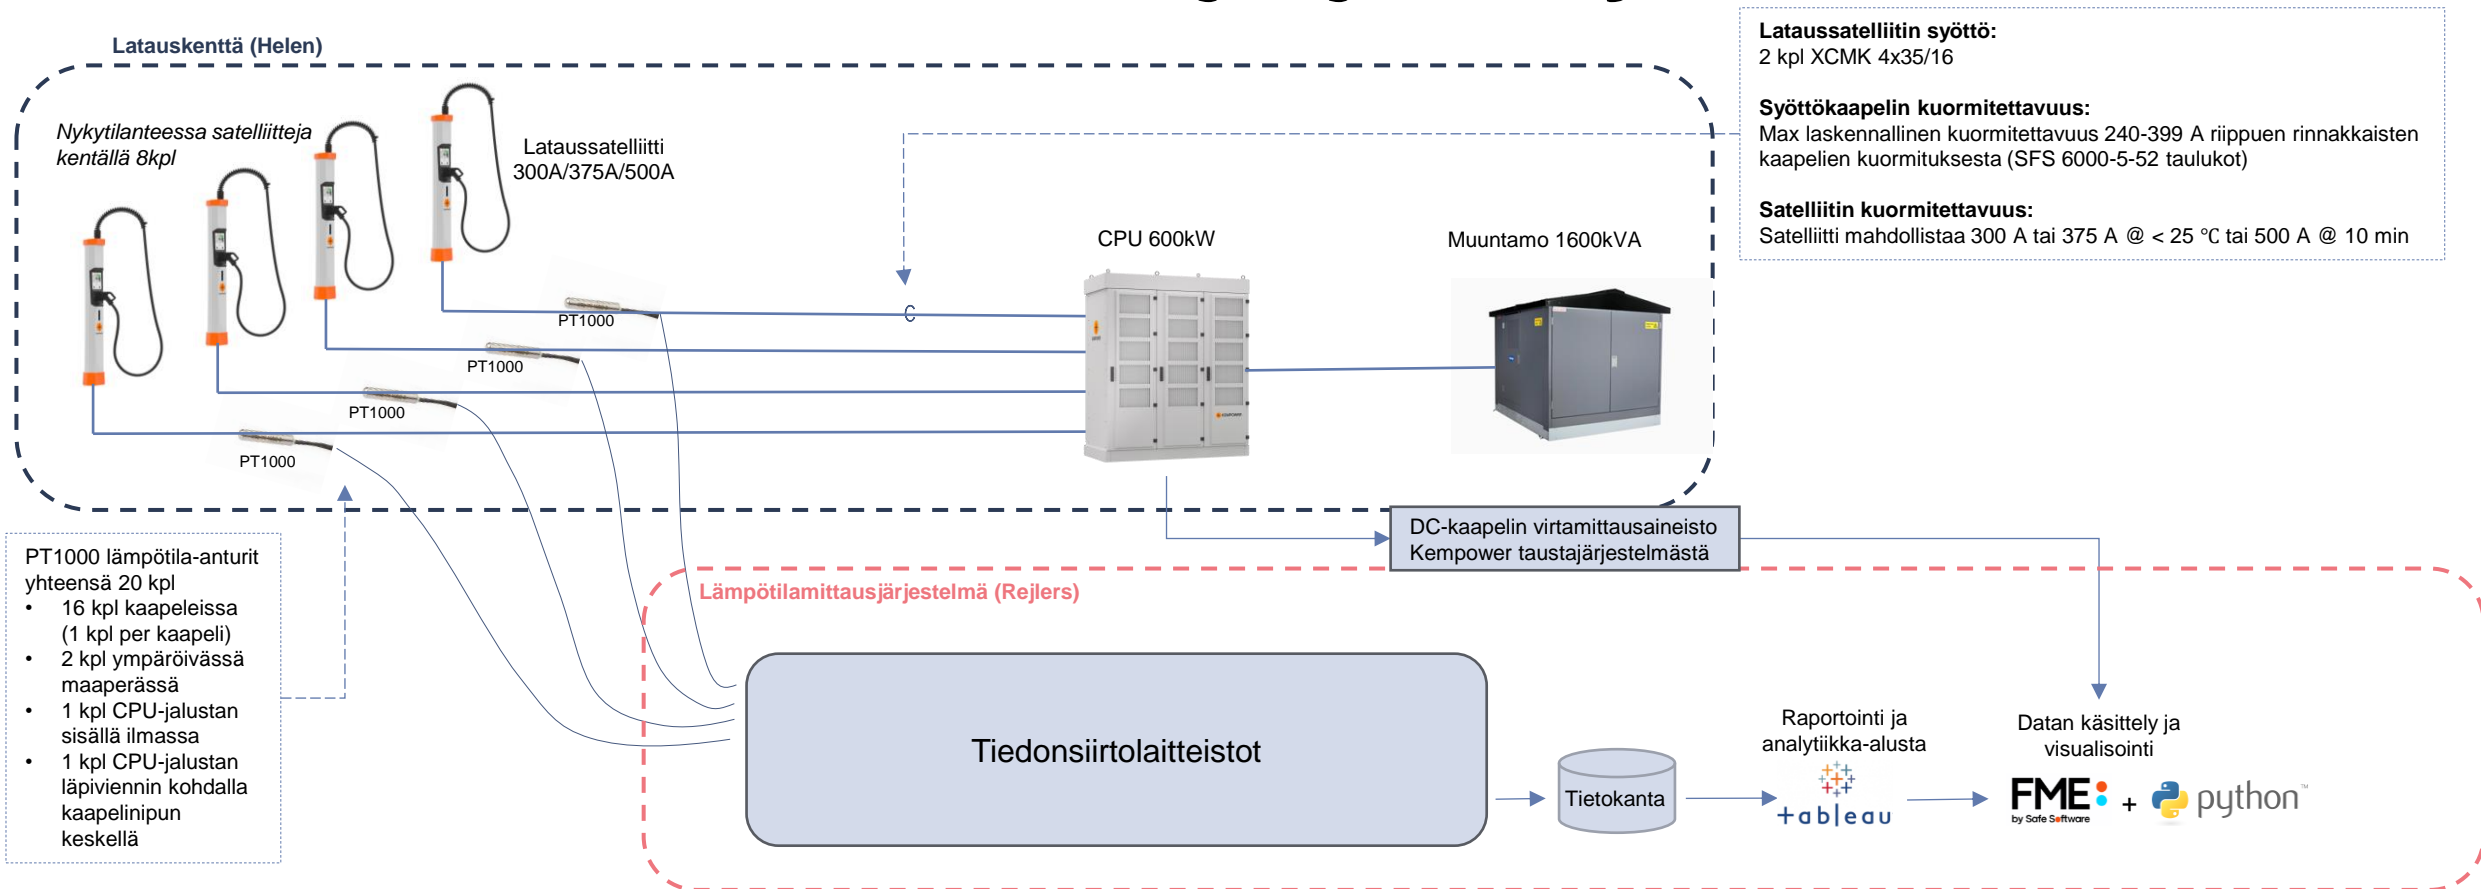 Latauskenttä (Helen)
Nykytilanteessa satelliitteja
kentällä 8kpl
Lataussatelliitti
300A/375A/500A
CPU 600kW
Muuntamo 1600kVA
Lataussatelliitin syöttö:
2 kpl XCMK 4x35/16
Syöttökaapelin kuormitettavuus:
Max laskennallinen kuormitettavuus 240-399 A riippuen rinnakkaisten
kaapelien kuormituksesta (SFS 6000-5-52 taulukot)
Satelliitin kuormitettavuus:
Satelliitti mahdollistaa 300 A tai 375 A @ < 25 °C tai 500 A @ 10 min
PT1000
PT1000
PT1000
PT1000
KEMPOWER
DC-kaapelin virtamittausaineisto
Kempower taustajärjestelmästä
PT1000 lämpötila-anturit
yhteensä 20 kpl
• 16 kpl kaapeleissa
(1 kpl per kaapeli)
• 2 kpl ympäröivässä
maaperässä
• 1 kpl CPU-jalustan
sisällä ilmassa
• 1 kpl CPU-jalustan
läpiviennin kohdalla
kaapelinipun
keskellä
Lämpötilamittausjärjestelmä (Rejlers)
Tiedonsiirtolaitteistot
Tietokanta
Raportointi ja
analytiikka-alusta
+ableau
Datan käsittely ja
visualisointi
FME
by Safe Software
+
python™